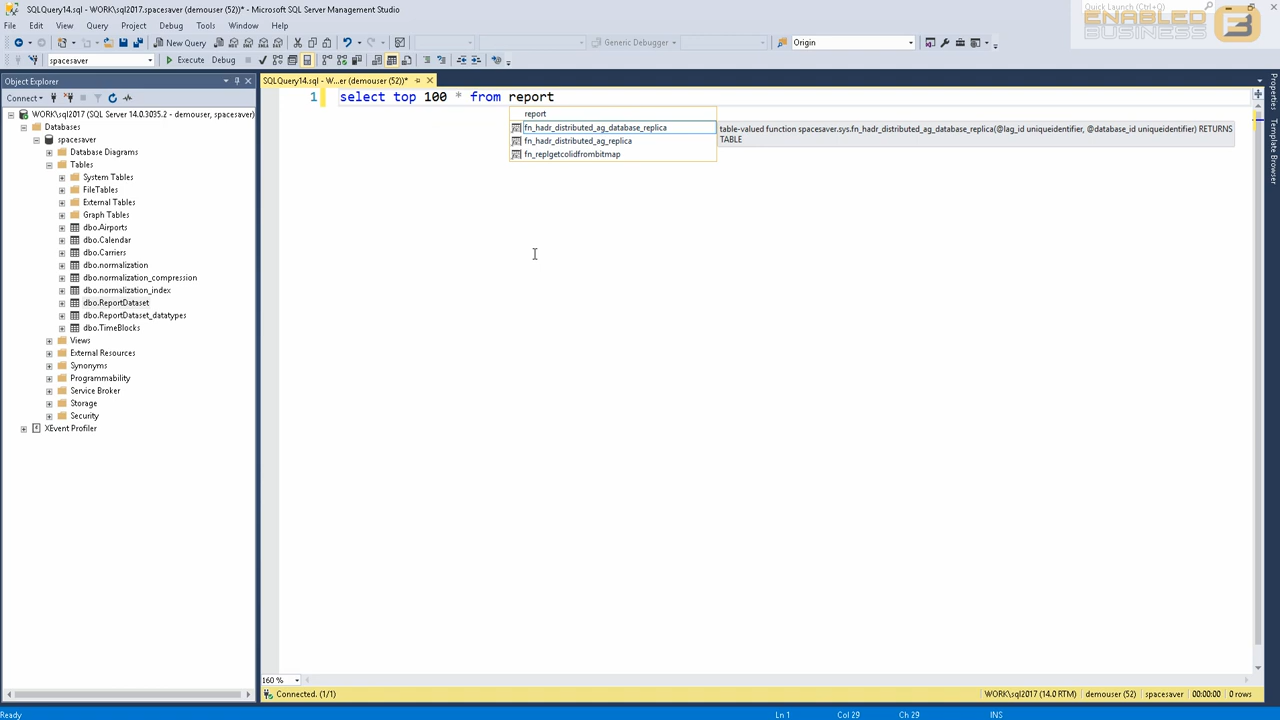 SQLQuery14.sql - WORK\sql2017.spacesaver (demouser (52))* - Microsoft SQL Server Management Studio
Quick Launch (Ctrl+Q)
ENABLED
BUSINESS
File Edit View Query Project Debug Tools Window Help
New Query
MDX DMX XMLA DAX
Generic Debugger
Origin
spacesaver
Execute Debug
Object Explorer
SQLQuery14.sql - W...er (demouser (52))*
Connect
WORK\sql2017 (SQL Server 14.0.3035.2 - demouser, spacesaver)
Databases
spacesaver
Database Diagrams
Tables
System Tables
FileTables
External Tables
Graph Tables
dbo.Airports
dbo.Calendar
dbo.Carriers
dbo.normalization
dbo.normalization_compression
dbo.normalization_index
dbo.ReportDataset
dbo.ReportDataset_datatypes
dbo.TimeBlocks
Views
External Resources
Synonyms
Programmability
Service Broker
Storage
Security
XEvent Profiler
1 select top 100 * from report
report
fn_hadr_distributed_ag_database_replica
fn_hadr_distributed_ag_replica
fn_replgetcolidfrombitmap
table-valued function spacesaver.sys.fn_hadr_distributed_ag_database_replica(@lag_id uniqueidentifier, @database_id uniqueidentifier) RETURNS
TABLE
Properties
Template Browser
160 %
Connected. (1/1)
WORK\sql2017 (14.0 RTM) demouser (52) spacesaver 00:00:00 0 rows
Ready
Ln 1 Col 29 Ch 29 INS